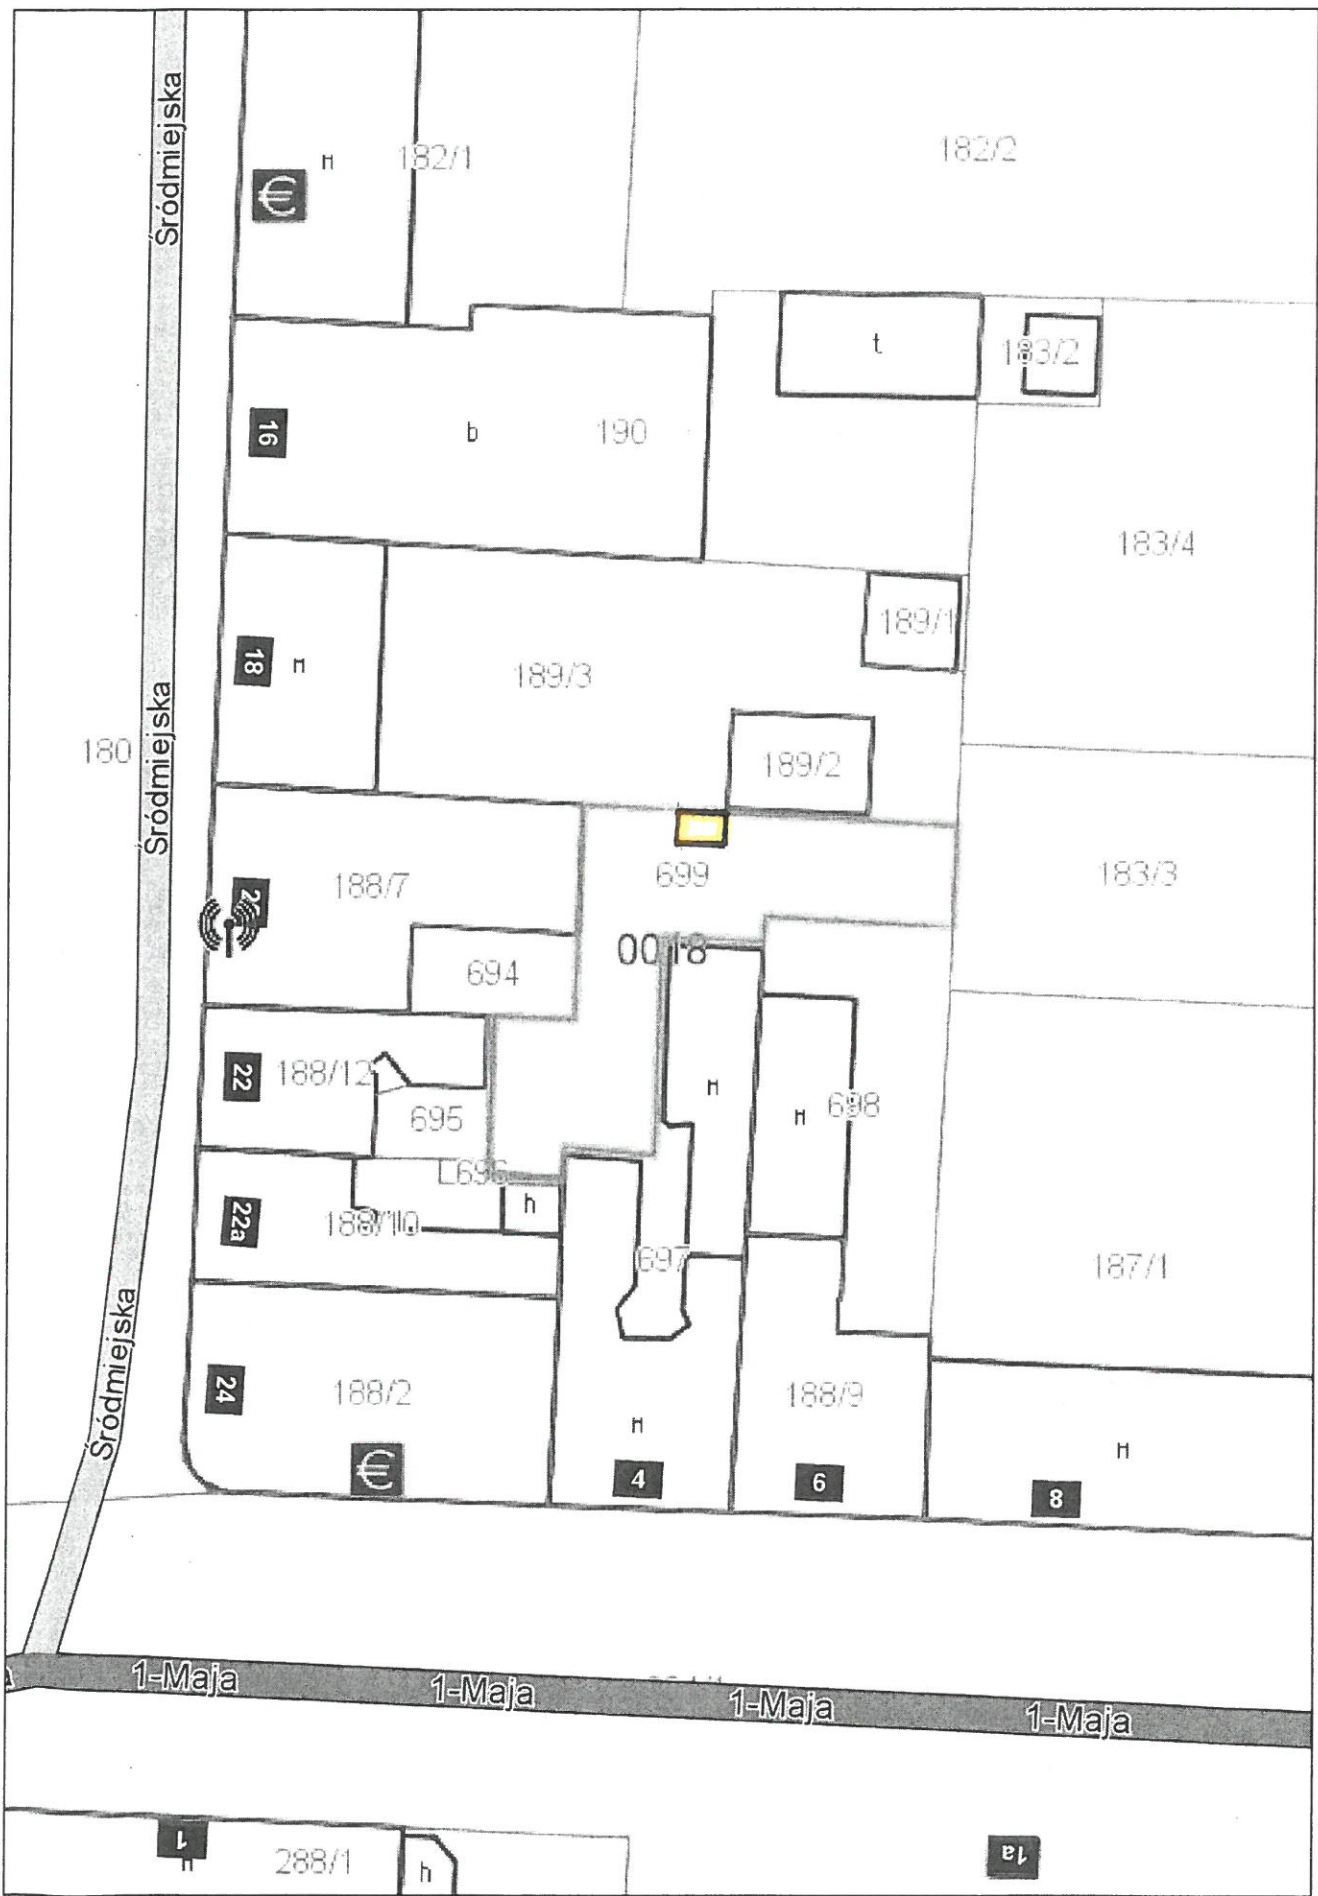 Śródmiejska
H
182/1
182/2
€
t
183/2
16
b
190
183/4
189/1
18
H
189/3
Śródmiejska
180
189/2
699
183/3
188/7
20
0018
694
22
188/12
H
H
698
695
L696
h
22a
188/10
697
187/1
Śródmiejska
24
188/2
188/9
H
H
€
4
6
8
1-Maja
1-Maja
1-Maja
1-Maja
1
H
288/1
h
1a